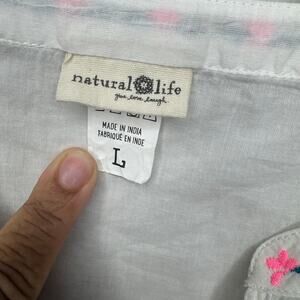 natural life
give. love. laugh.
MADE IN INDIA
FABRIQUÉ EN INDE
L